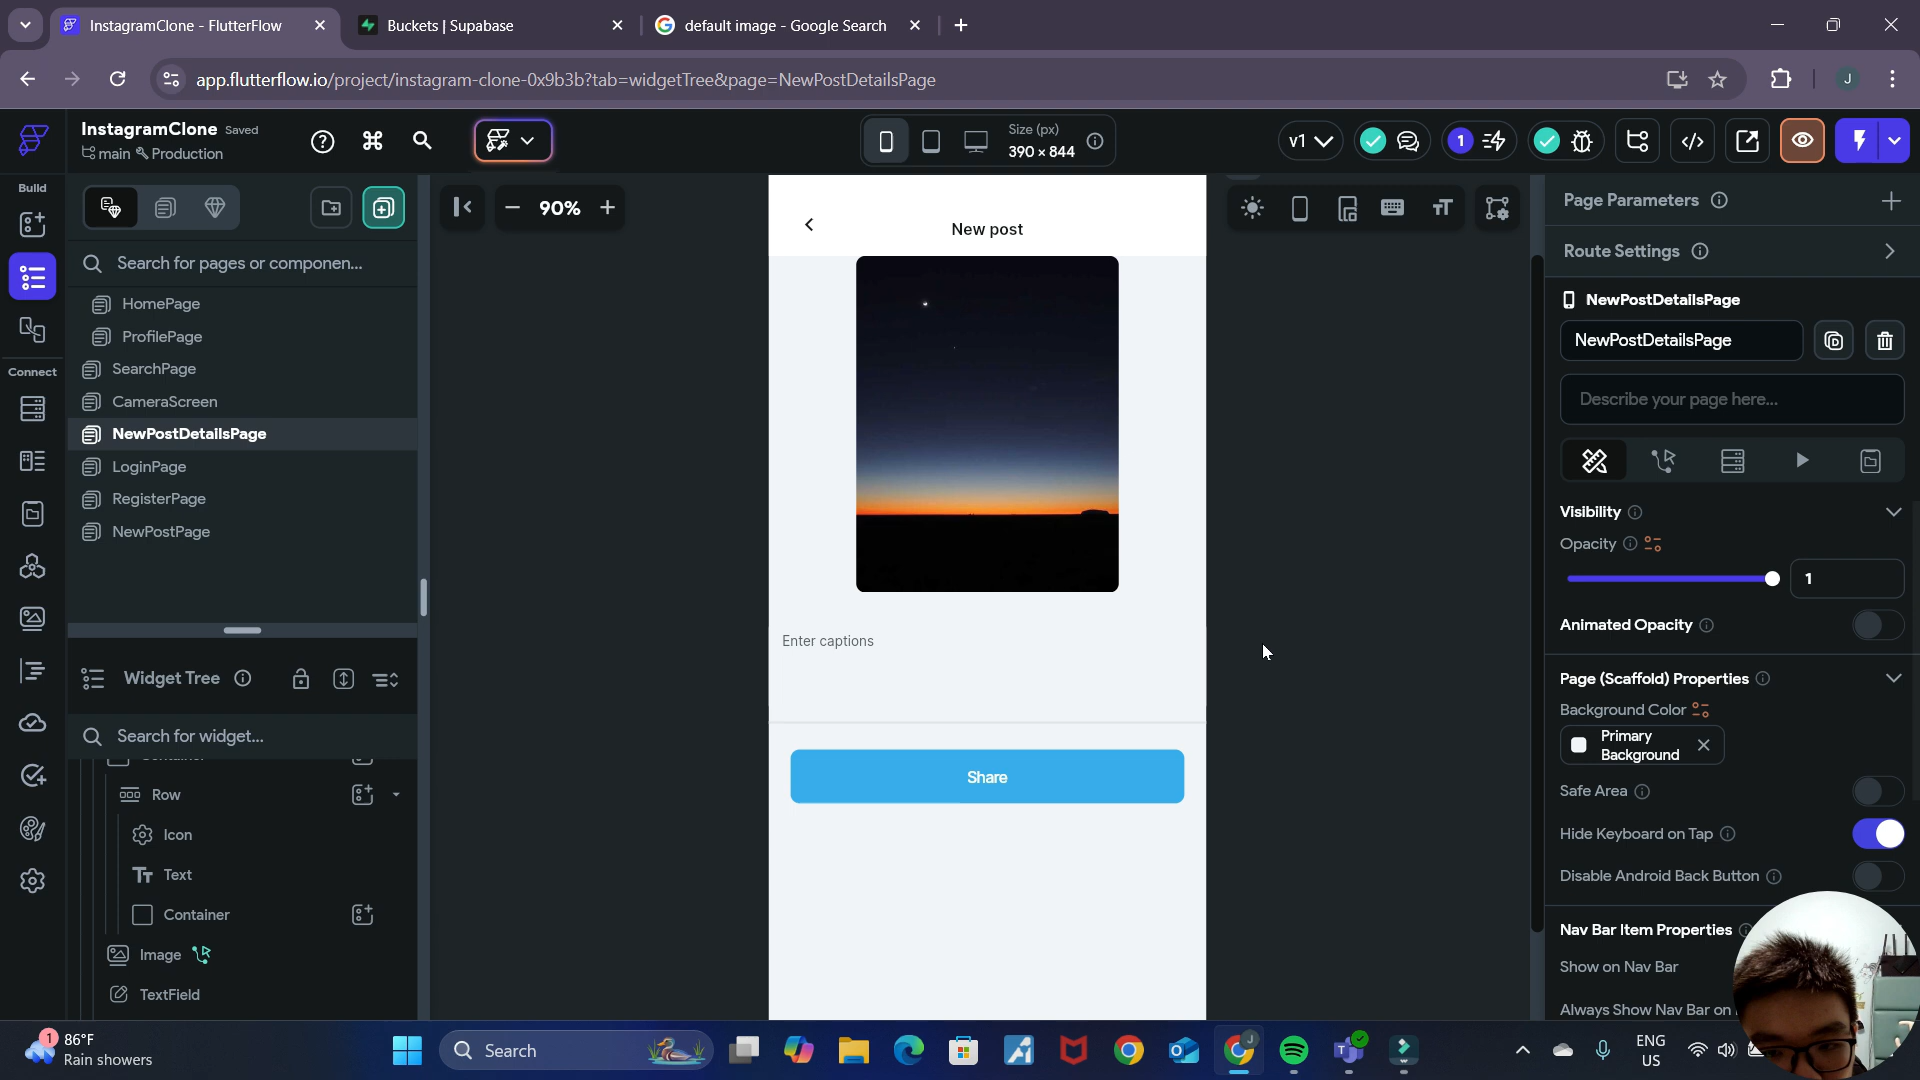 InstagramClone - FlutterFlow
Buckets | Supabase
default image - Google Search
app.flutterflow.io/project/instagram-clone-0x9b3b?tab=widgetTree&page=NewPostDetailsPage
J
InstagramClone Saved
main Production
Size (px)
390 × 844
v1
1
Build
Connect
90%
Search for pages or componen...
HomePage
ProfilePage
SearchPage
CameraScreen
NewPostDetailsPage
LoginPage
RegisterPage
NewPostPage
Widget Tree
Search for widget...
Row
Icon
Text
Container
Image
TextField
New post
Enter captions
Share
Page Parameters
Route Settings
NewPostDetailsPage
NewPostDetailsPage
Describe your page here...
Visibility
Opacity
1
Animated Opacity
Page (Scaffold) Properties
Background Color
Primary
Background
Safe Area
Hide Keyboard on Tap
Disable Android Back Button
Nav Bar Item Properties
Show on Nav Bar
Always Show Nav Bar on
1
86°F
Rain showers
Search
ENG
US